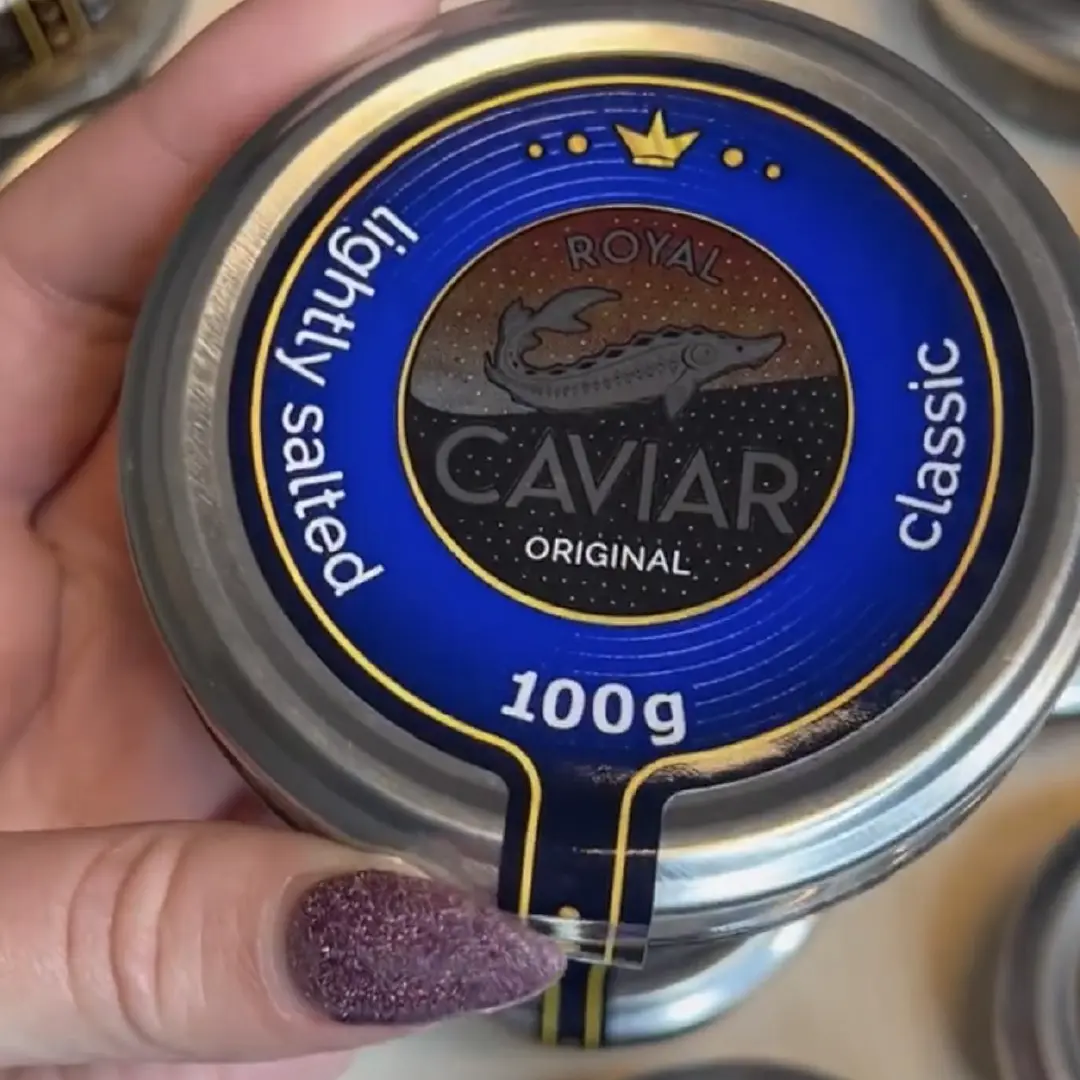 ROYAL
CAVIAR
ORIGINAL
lightly salted
classic
100g